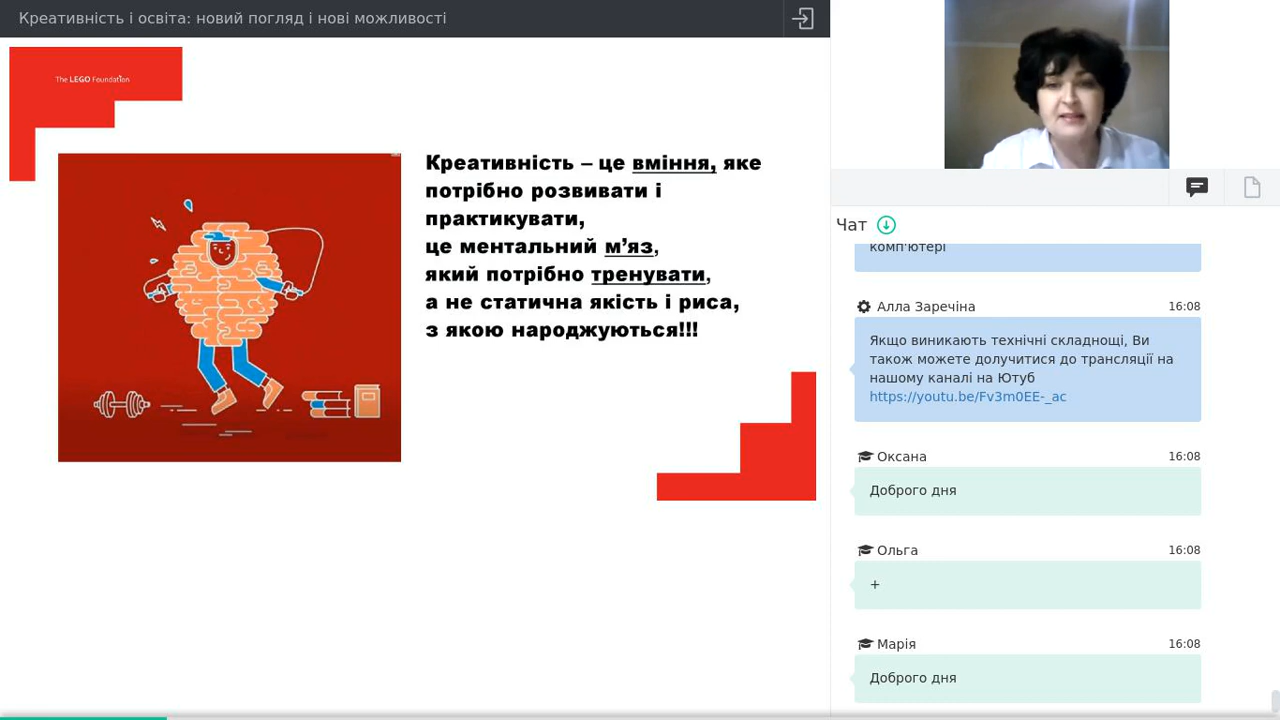 Креативність і освіта: новий погляд і нові можливості
The LEGO Foundation
Креативність – це вміння, яке
потрібно розвивати і
практикувати,
це ментальний м’яз,
який потрібно тренувати,
а не статична якість і риса,
з якою народжуються!!!
Чат
комп'ютері
Алла Заречіна 16:08
Якщо виникають технічні складнощі, Ви
також можете долучитися до трансляції на
нашому каналі на Ютуб
https://youtu.be/Fv3m0EE-_ac
Оксана 16:08
Доброго дня
Ольга 16:08
+
Марія 16:08
Доброго дня